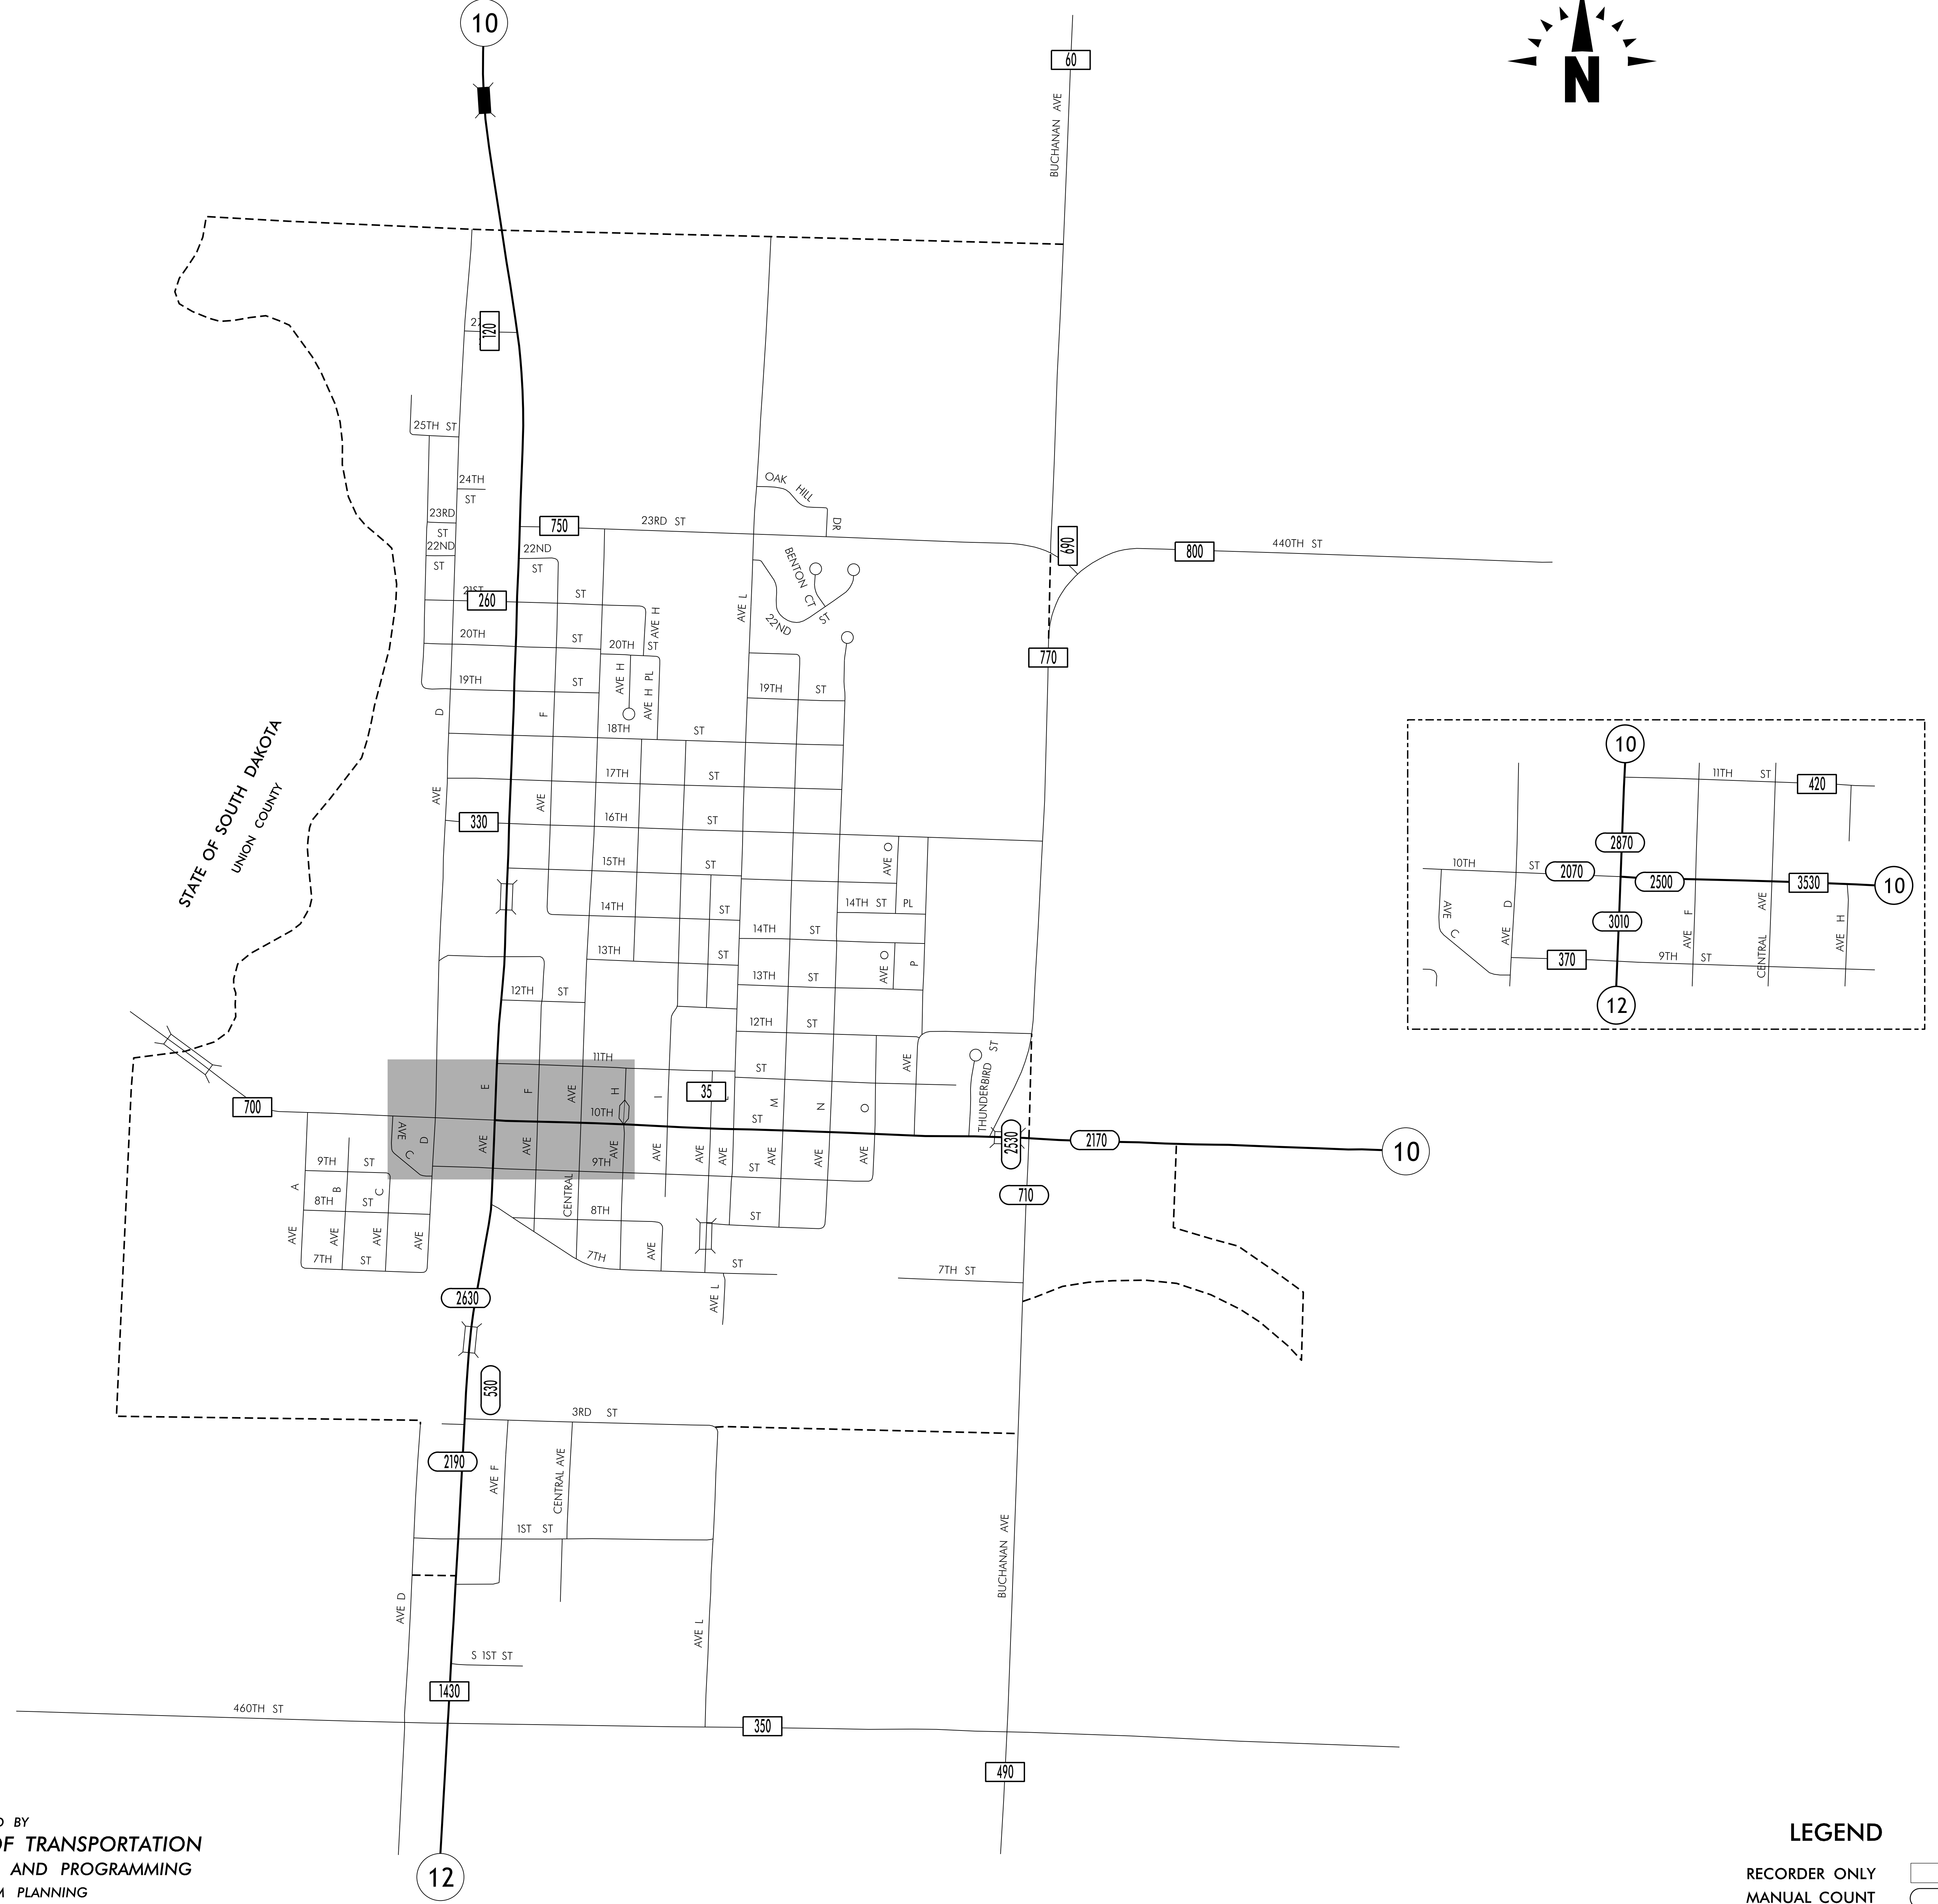 10
N
60
BUCHANAN AVE
120
25TH ST
24TH
ST
OAK HILL DR
23RD
ST
750
23RD ST
690
800
440TH ST
22ND
ST
22ND
ST
BENTON CT
22ND ST
21ST
ST
260
AVE H
AVE L
20TH
ST
20TH
ST
770
19TH
ST
AVE H
AVE H PL
19TH ST
D
F
18TH
ST
10
STATE OF SOUTH DAKOTA
UNION COUNTY
17TH
ST
11TH ST
420
AVE
AVE
330
16TH
ST
2870
15TH
ST
AVE O
10TH
ST
2070
2500
3530
10
14TH
ST
14TH ST PL
AVE C
AVE D
3010
AVE F
CENTRAL AVE
AVE H
14TH
ST
13TH
ST
370
9TH ST
13TH
ST
AVE O
P
12TH ST
12
12TH
ST
11TH
ST
AVE
THUNDERBIRD ST
700
E
F
AVE
H
I
35
M
N
O
10TH
ST
AVE C
D
AVE
AVE
AVE
AVE
AVE
AVE
AVE
AVE
AVE
2530
2170
10
9TH
ST
9TH
ST
710
A
B
C
8TH
ST
CENTRAL
8TH
ST
AVE
AVE
AVE
AVE
7TH
ST
7TH
AVE
ST
7TH ST
AVE L
2630
530
3RD ST
2190
AVE F
CENTRAL AVE
1ST ST
BUCHANAN AVE
AVE D
AVE L
S 1ST ST
1430
460TH ST
350
490
BY
OF TRANSPORTATION
AND PROGRAMMING
PLANNING
12
LEGEND
RECORDER ONLY
MANUAL COUNT